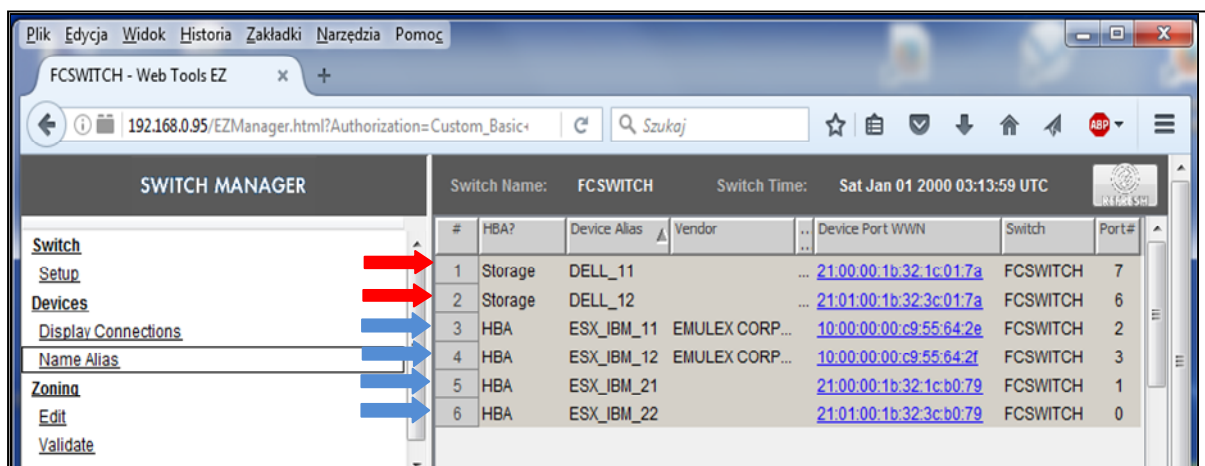 Plik Edycja Widok Historia Zakładki Narzędzia Pomoc
FCSWITCH - Web Tools EZ × +
192.168.0.95/EZManager.html?Authorization=Custom_Basic+ Szukaj ABP
SWITCH MANAGER
Switch Name: FCSWITCH Switch Time: Sat Jan 01 2000 03:13:59 UTC REFRESH
Switch
Setup
Devices
Display Connections
Name Alias
Zoning
Edit
Validate
# HBA? Device Alias Vendor .. Device Port WWN Switch Port#
1 Storage DELL_11 ... 21:00:00:1b:32:1c:01:7a FCSWITCH 7
2 Storage DELL_12 ... 21:01:00:1b:32:3c:01:7a FCSWITCH 6
3 HBA ESX_IBM_11 EMULEX CORP... 10:00:00:00:c9:55:64:2e FCSWITCH 2
4 HBA ESX_IBM_12 EMULEX CORP... 10:00:00:00:c9:55:64:2f FCSWITCH 3
5 HBA ESX_IBM_21 21:00:00:1b:32:1c:b0:79 FCSWITCH 1
6 HBA ESX_IBM_22 21:01:00:1b:32:3c:b0:79 FCSWITCH 0